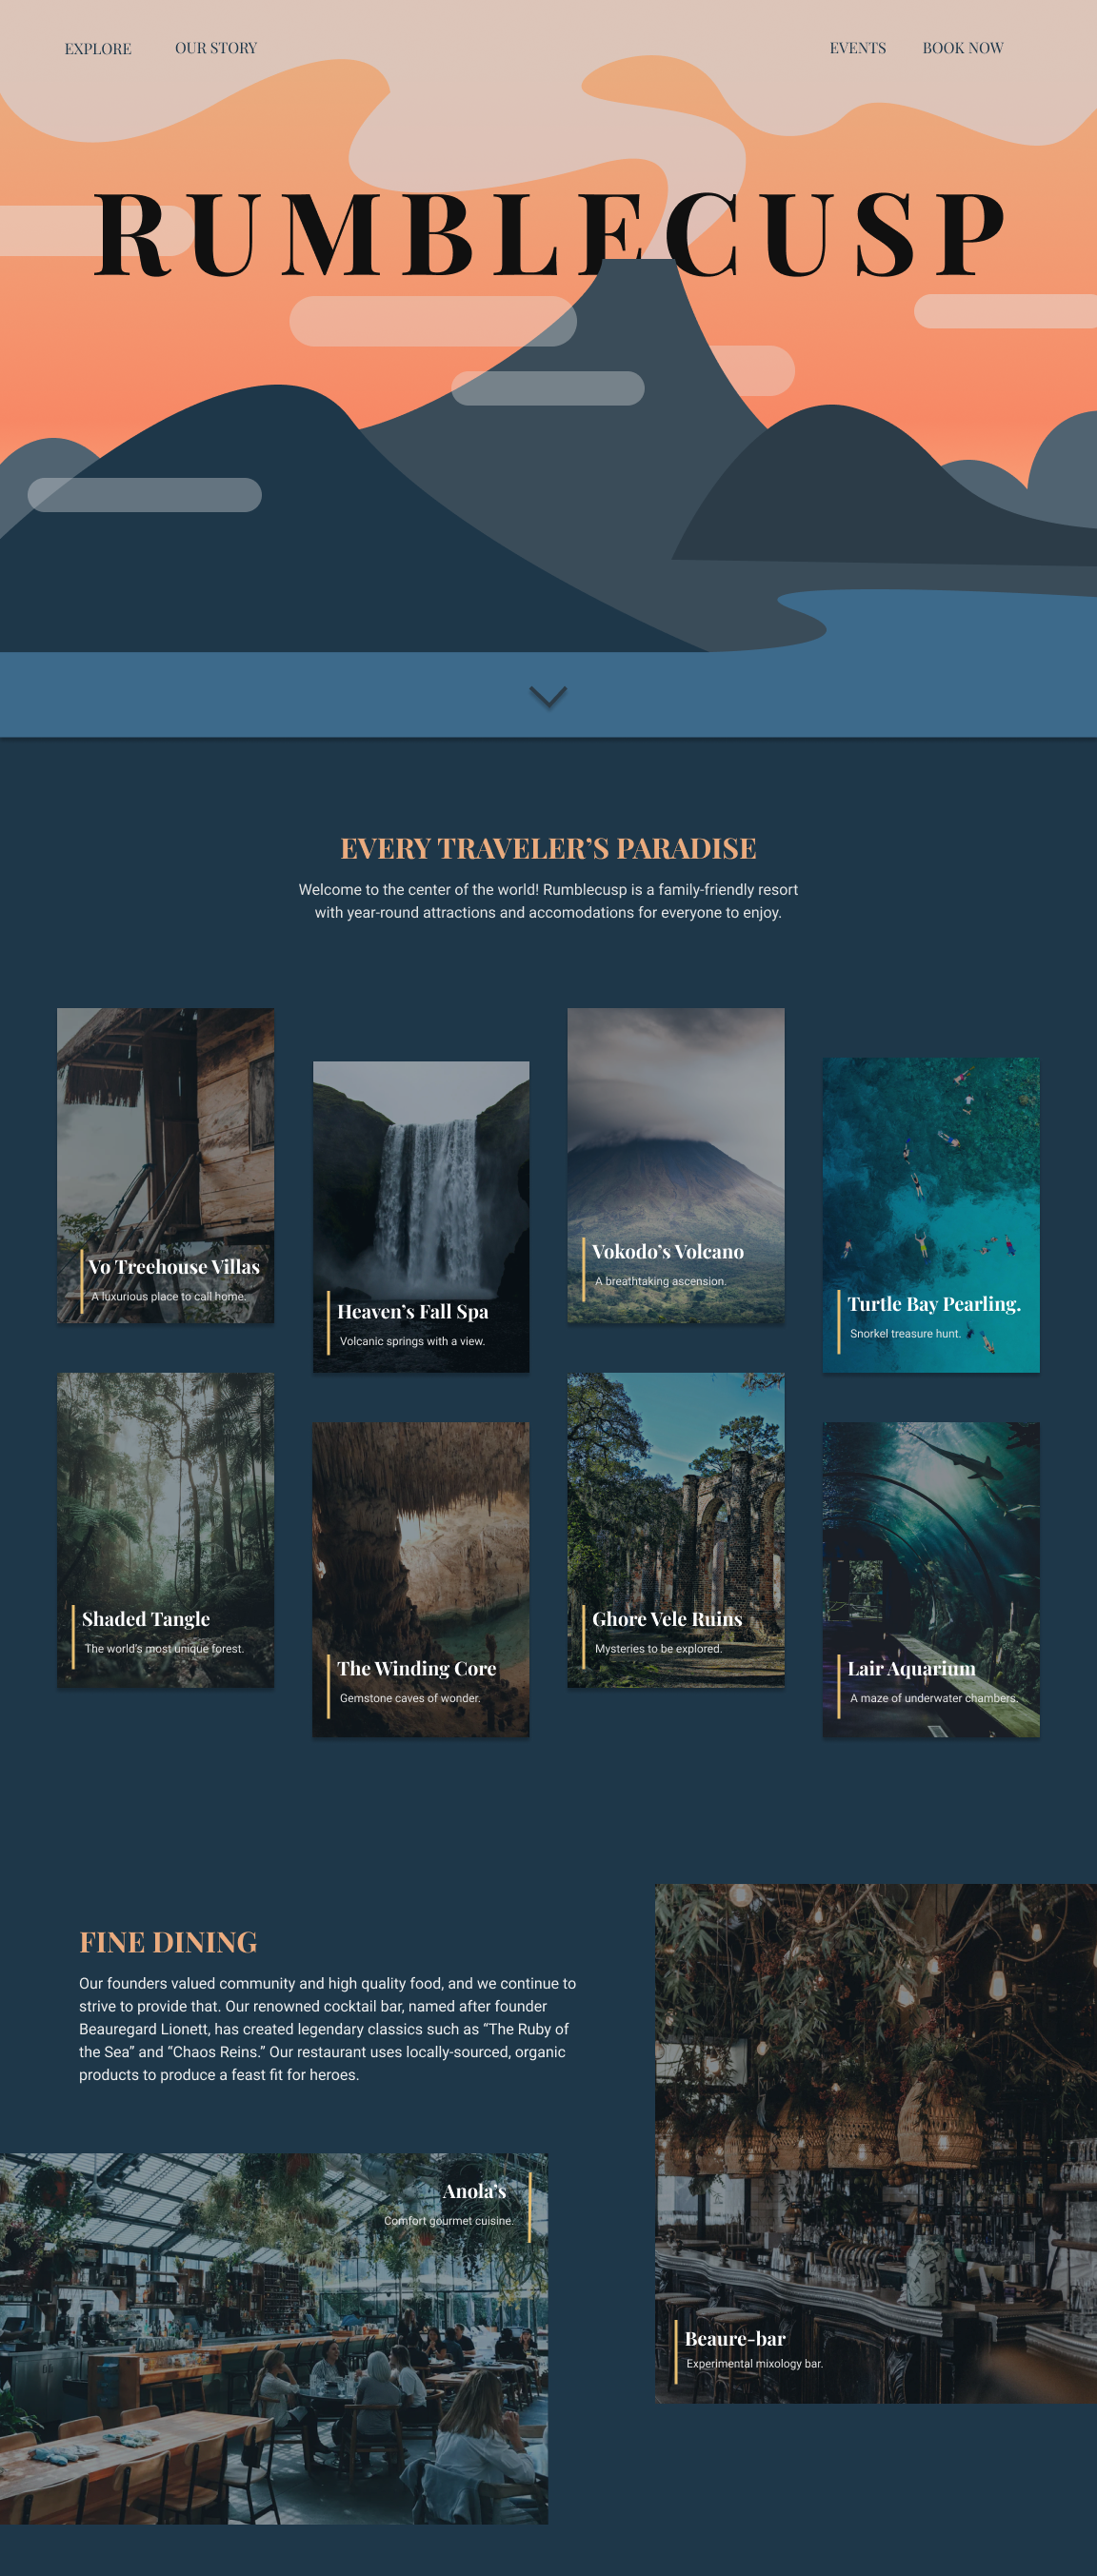 EXPLORE OUR STORY EVENTS BOOK NOW
RUMBLECUSP
EVERY TRAVELER’S PARADISE
Welcome to the center of the world! Rumblecusp is a family-friendly resort
with year-round attractions and accomodations for everyone to enjoy.
Vo Treehouse Villas
A luxurious place to call home.
Heaven’s Fall Spa
Volcanic springs with a view.
Vokodo’s Volcano
A breathtaking ascension.
Turtle Bay Pearling.
Snorkel treasure hunt.
Shaded Tangle
The world’s most unique forest.
The Winding Core
Gemstone caves of wonder.
Ghore Vele Ruins
Mysteries to be explored.
Lair Aquarium
A maze of underwater chambers.
FINE DINING
Our founders valued community and high quality food, and we continue to
strive to provide that. Our renowned cocktail bar, named after founder
Beauregard Lionett, has created legendary classics such as “The Ruby of
the Sea” and “Chaos Reins.” Our restaurant uses locally-sourced, organic
products to produce a feast fit for heroes.
Anola’s
Comfort gourmet cuisine.
Beaure-bar
Experimental mixology bar.